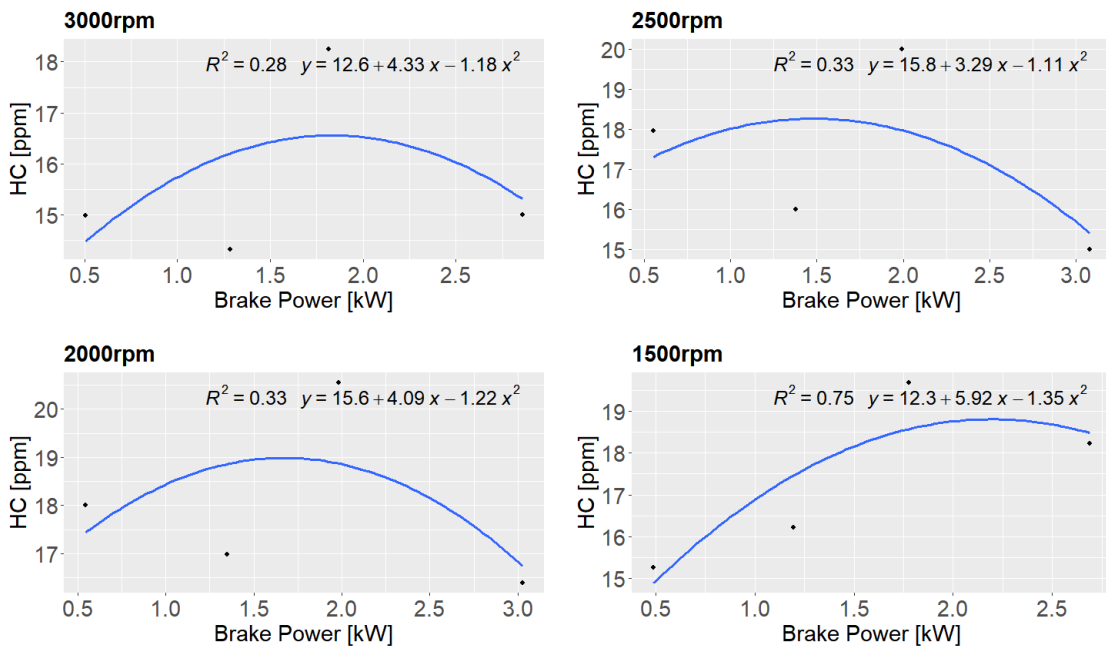 3000rpm
R² = 0.28 y = 12.6 + 4.33 x − 1.18 x²
18
17
16
15
HC [ppm]
0.5 1.0 1.5 2.0 2.5
Brake Power [kW]
2500rpm
R² = 0.33 y = 15.8 + 3.29 x − 1.11 x²
20
19
18
17
16
15
HC [ppm]
0.5 1.0 1.5 2.0 2.5 3.0
Brake Power [kW]
2000rpm
R² = 0.33 y = 15.6 + 4.09 x − 1.22 x²
20
19
18
17
HC [ppm]
0.5 1.0 1.5 2.0 2.5 3.0
Brake Power [kW]
1500rpm
R² = 0.75 y = 12.3 + 5.92 x − 1.35 x²
19
18
17
16
15
HC [ppm]
0.5 1.0 1.5 2.0 2.5
Brake Power [kW]